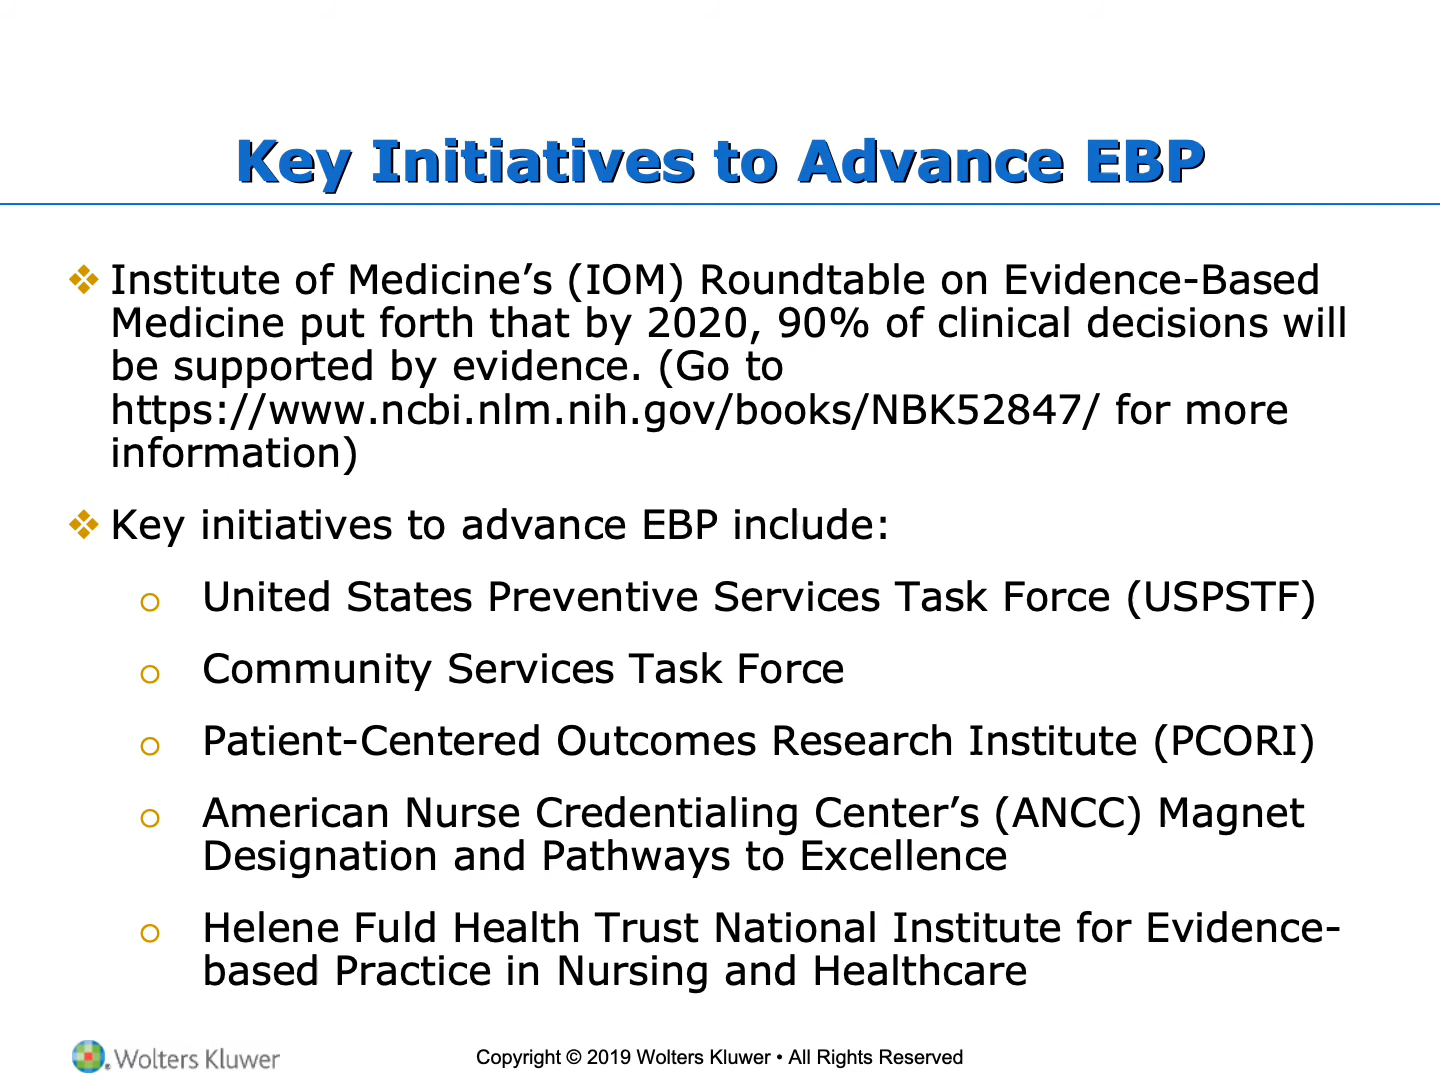 Key Initiatives to Advance EBP
❖ Institute of Medicine’s (IOM) Roundtable on Evidence-Based
Medicine put forth that by 2020, 90% of clinical decisions will
be supported by evidence. (Go to
https://www.ncbi.nlm.nih.gov/books/NBK52847/ for more
information)
❖ Key initiatives to advance EBP include:
o United States Preventive Services Task Force (USPSTF)
o Community Services Task Force
o Patient-Centered Outcomes Research Institute (PCORI)
o American Nurse Credentialing Center’s (ANCC) Magnet
Designation and Pathways to Excellence
o Helene Fuld Health Trust National Institute for Evidence-
based Practice in Nursing and Healthcare
Wolters Kluwer
Copyright © 2019 Wolters Kluwer • All Rights Reserved